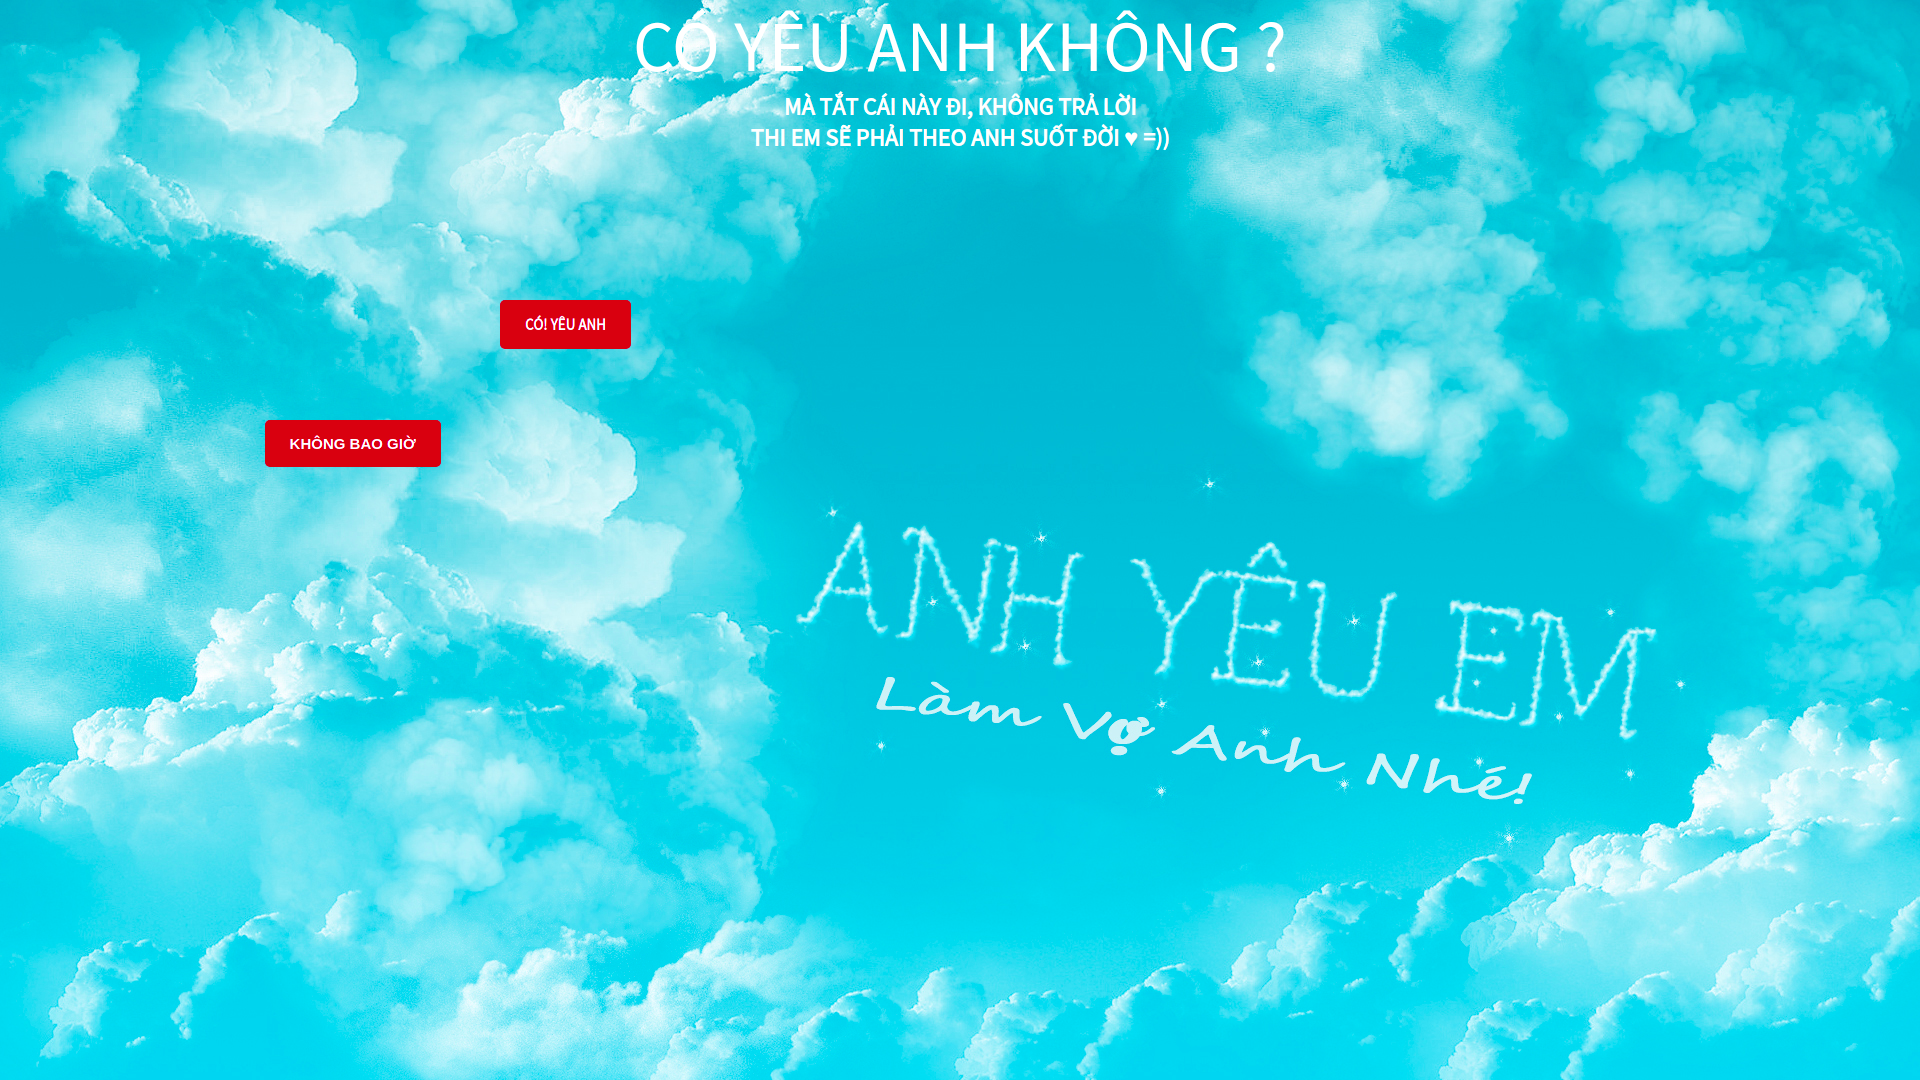 CÓ YÊU ANH KHÔNG ?
MÀ TẮT CÁI NÀY ĐI, KHÔNG TRẢ LỜI
THI EM SẼ PHẢI THEO ANH SUỐT ĐỜI ♥ =))
CÓ! YÊU ANH
KHÔNG BAO GIỜ
ANH YÊU EM
Làm Vợ Anh Nhé!